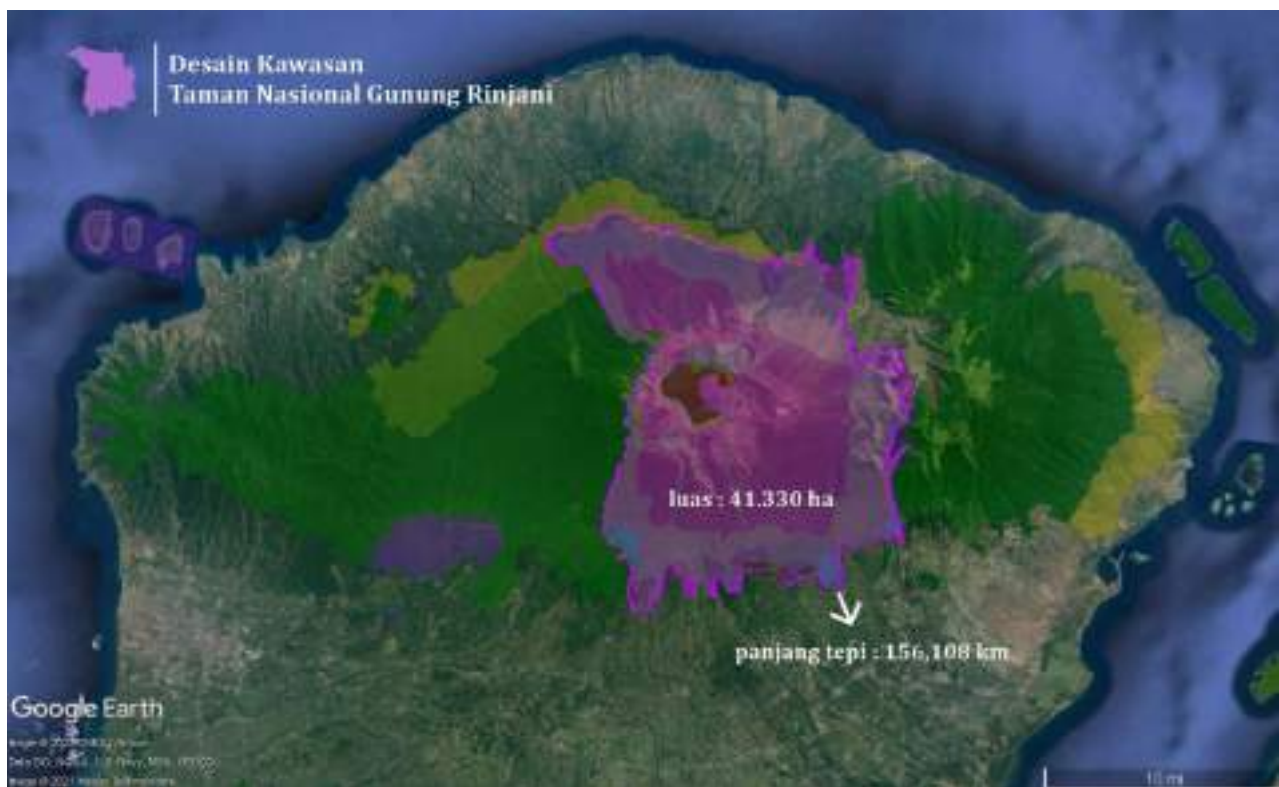 Desain Kawasan
Taman Nasional Gunung Rinjani
luas : 41.330 ha
panjang tepi : 156,108 km
Google Earth
10 mi